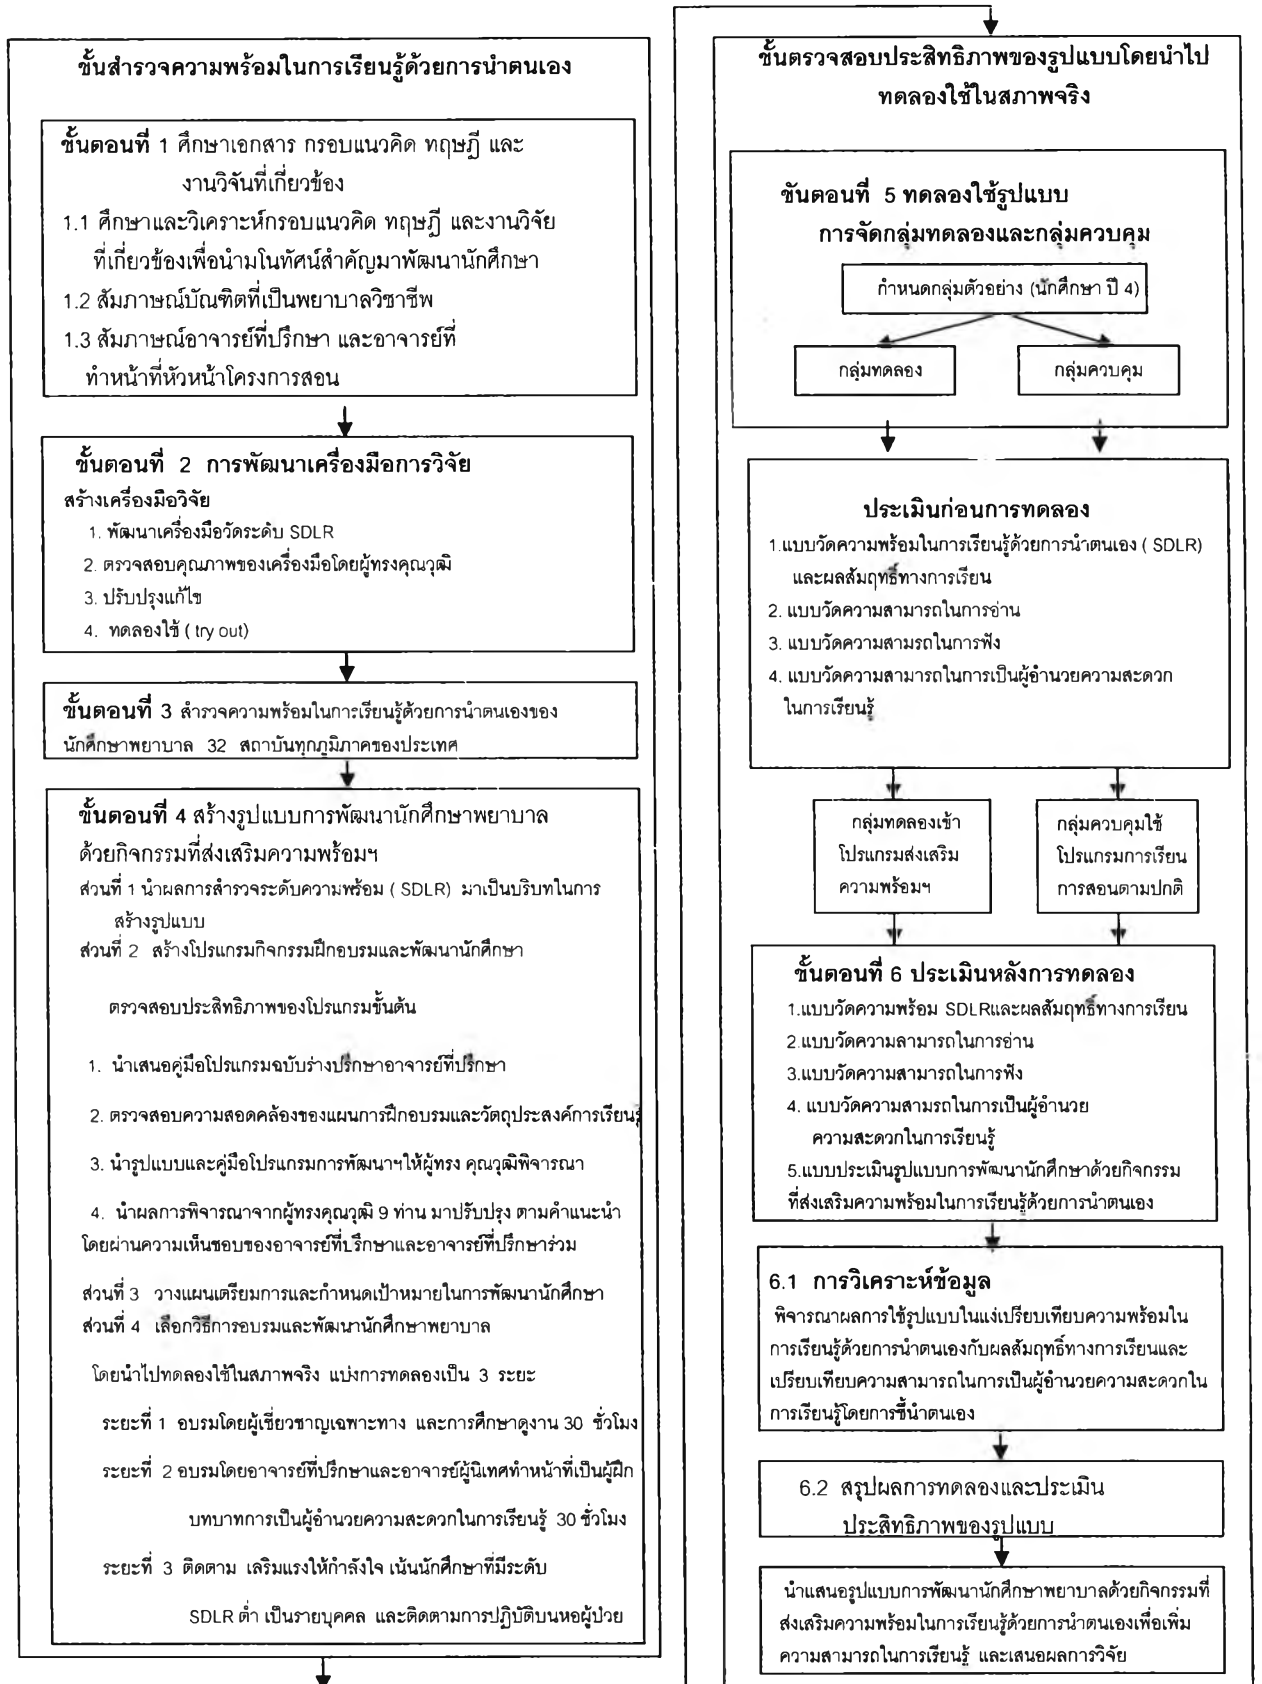 ขั้นสำรวจความพร้อมในการเรียนรู้ด้วยการนำตนเอง
ขั้นตอนที่ 1 ศึกษาเอกสาร กรอบแนวคิด ทฤษฎี และ
งานวิจันที่เกี่ยวข้อง
1.1 ศึกษาและวิเคราะห์กรอบแนวคิด ทฤษฎี และงานวิจัย
ที่เกี่ยวข้องเพื่อนำมโนทัศน์สำคัญมาพัฒนานักศึกษา
1.2 สัมภาษณ์บัณฑิตที่เป็นพยาบาลวิชาชีพ
1.3 สัมภาษณ์อาจารย์ที่ปรึกษา และอาจารย์ที่
ทำหน้าที่หัวหน้าโครงการสอน
ขั้นตอนที่ 2 การพัฒนาเครื่องมือการวิจัย
สร้างเครื่องมือวิจัย
1. พัฒนาเครื่องมือวัดระดับ SDLR
2. ตรวจสอบคุณภาพของเครื่องมือโดยผู้ทรงคุณวุฒิ
3. ปรับปรุงแก้ไข
4. ทดลองใช้ ( try out)
ขั้นตอนที่ 3 สำรวจความพร้อมในการเรียนรู้ด้วยการนำตนเองของ
นักศึกษาพยาบาล 32 สถาบันทุกภูมิภาคของประเทศ
ขั้นตอนที่ 4 สร้างรูปแบบการพัฒนานักศึกษาพยาบาล
ด้วยกิจกรรมที่ส่งเสริมความพร้อมฯ
ส่วนที่ 1 นำผลการสำรวจระดับความพร้อม ( SDLR) มาเป็นบริบทในการ
สร้างรูปแบบ
ส่วนที่ 2 สร้างโปรแกรมกิจกรรมฝึกอบรมและพัฒนานักศึกษา
ตรวจสอบประสิทธิภาพของโปรแกรมขั้นต้น
1. นำเสนอคู่มือโปรแกรมฉบับร่างปรึกษาอาจารย์ที่ปรึกษา
2. ตรวจสอบความสอดคล้องของแผนการฝึกอบรมและวัตถุประสงค์การเรียนรู้
3. นำรูปแบบและคู่มือโปรแกรมการพัฒนาฯให้ผู้ทรง คุณวุฒิพิจารณา
4. นำผลการพิจารณาจากผู้ทรงคุณวุฒิ 9 ท่าน มาปรับปรุง ตามคำแนะนำ
โดยผ่านความเห็นชอบของอาจารย์ที่ปรึกษาและอาจารย์ที่ปรึกษาร่วม
ส่วนที่ 3 วางแผนเตรียมการและกำหนดเป้าหมายในการพัฒนานักศึกษา
ส่วนที่ 4 เลือกวิธีการอบรมและพัฒนานักศึกษาพยาบาล
โดยนำไปทดลองใช้ในสภาพจริง แบ่งการทดลองเป็น 3 ระยะ
ระยะที่ 1 อบรมโดยผู้เชี่ยวชาญเฉพาะทาง และการศึกษาดูงาน 30 ชั่วโมง
ระยะที่ 2 อบรมโดยอาจารย์ที่ปรึกษาและอาจารย์ผู้นิเทศทำหน้าที่เป็นผู้ฝึก
บทบาทการเป็นผู้อำนวยความสะดวกในการเรียนรู้ 30 ชั่วโมง
ระยะที่ 3 ติดตาม เสริมแรงให้กำลังใจ เน้นนักศึกษาที่มีระดับ
SDLR ต่ำ เป็นรายบุคคล และติดตามการปฏิบัติบนหอผู้ป่วย
ขั้นตรวจสอบประสิทธิภาพของรูปแบบโดยนำไป
ทดลองใช้ในสภาพจริง
ขันตอนที่ 5 ทดลองใช้รูปแบบ
การจัดกลุ่มทดลองและกลุ่มควบคุม
กำหนดกลุ่มตัวอย่าง (นักศึกษา ปี 4)
กลุ่มทดลอง
กลุ่มควบคุม
ประเมินก่อนการทดลอง
1.แบบวัดความพร้อมในการเรียนรู้ด้วยการนำตนเอง ( SDLR)
และผลสัมฤทธิ์ทางการเรียน
2. แบบวัดความสามารถในการอ่าน
3. แบบวัดความสามรถในการฟัง
4. แบบวัดความสามารถในการเป็นผู้อำนวยความสะดวก
ในการเรียนรู้
กลุ่มทดลองเข้า
โปรแกรมส่งเสริม
ความพร้อมฯ
กลุ่มควบคุมใช้
โปรแกรมการเรียน
การสอนตามปกติ
ขั้นตอนที่ 6 ประเมินหลังการทดลอง
1.แบบวัดความพร้อม SDLRและผลสัมฤทธิ์ทางการเรียน
2.แบบวัดความลามารถในการอ่าน
3.แบบวัดความสามารถในการฟัง
4. แบบวัดความสามรถในการเป็นผู้อำนวย
ความสะดวกในการเรียนรู้
5.แบบประเมินรูปแบบการพัฒนานักศึกษาด้วยกิจกรรม
ที่ส่งเสริมความพร้อมในการเรียนรู้ด้วยการนำตนเอง
6.1 การวิเคราะห์ข้อมูล
พิจารณาผลการใช้รูปแบบในแง่เปรียบเทียบความพร้อมใน
การเรียนรู้ด้วยการนำตนเองกับผลสัมฤทธิ์ทางการเรียนและ
เปรียบเทียบความสามารถในการเป็นผู้อำนวยความสะดวกใน
การเรียนรู้โดยการชี้นำตนเอง
6.2 สรุปผลการทดลองและประเมิน
ประสิทธิภาพของรูปแบบ
นำเสนอรูปแบบการพัฒนานักศึกษาพยาบาลด้วยกิจกรรมที่
ส่งเสริมความพร้อมในการเรียนรู้ด้วยการนำตนเองเพื่อเพิ่ม
ความสามารถในการเรียนรู้ และเสนอผลการวิจัย